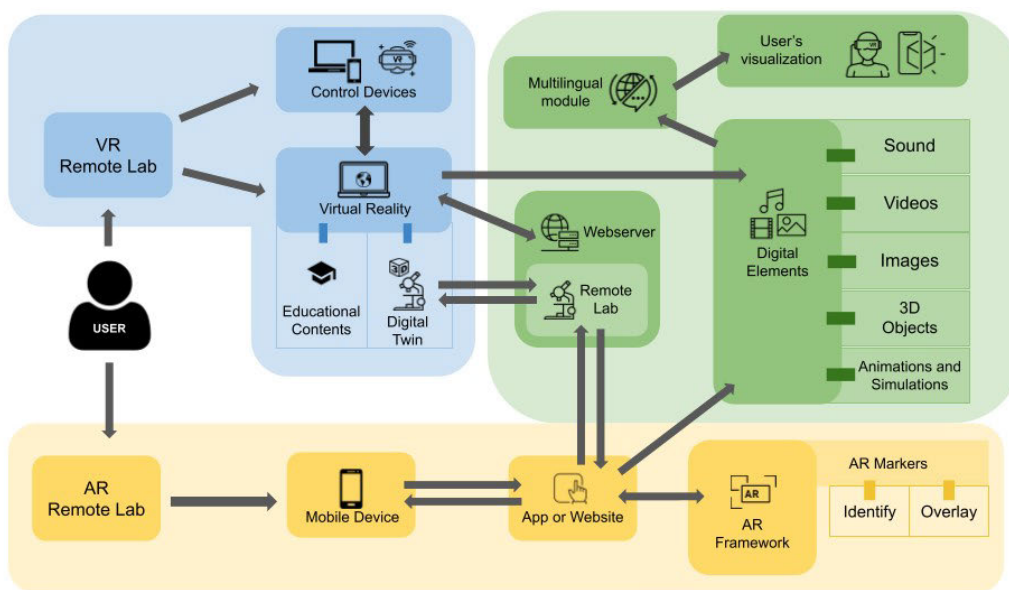 VR
Remote Lab
Control Devices
VR
Virtual Reality
Educational
Contents
3D
Digital
Twin
USER
Multilingual
module
User's
visualization
VR
Webserver
Remote
Lab
Digital
Elements
Sound
Videos
Images
3D
Objects
Animations and
Simulations
AR
Remote Lab
Mobile Device
App or Website
AR
AR
Framework
AR Markers
Identify
Overlay